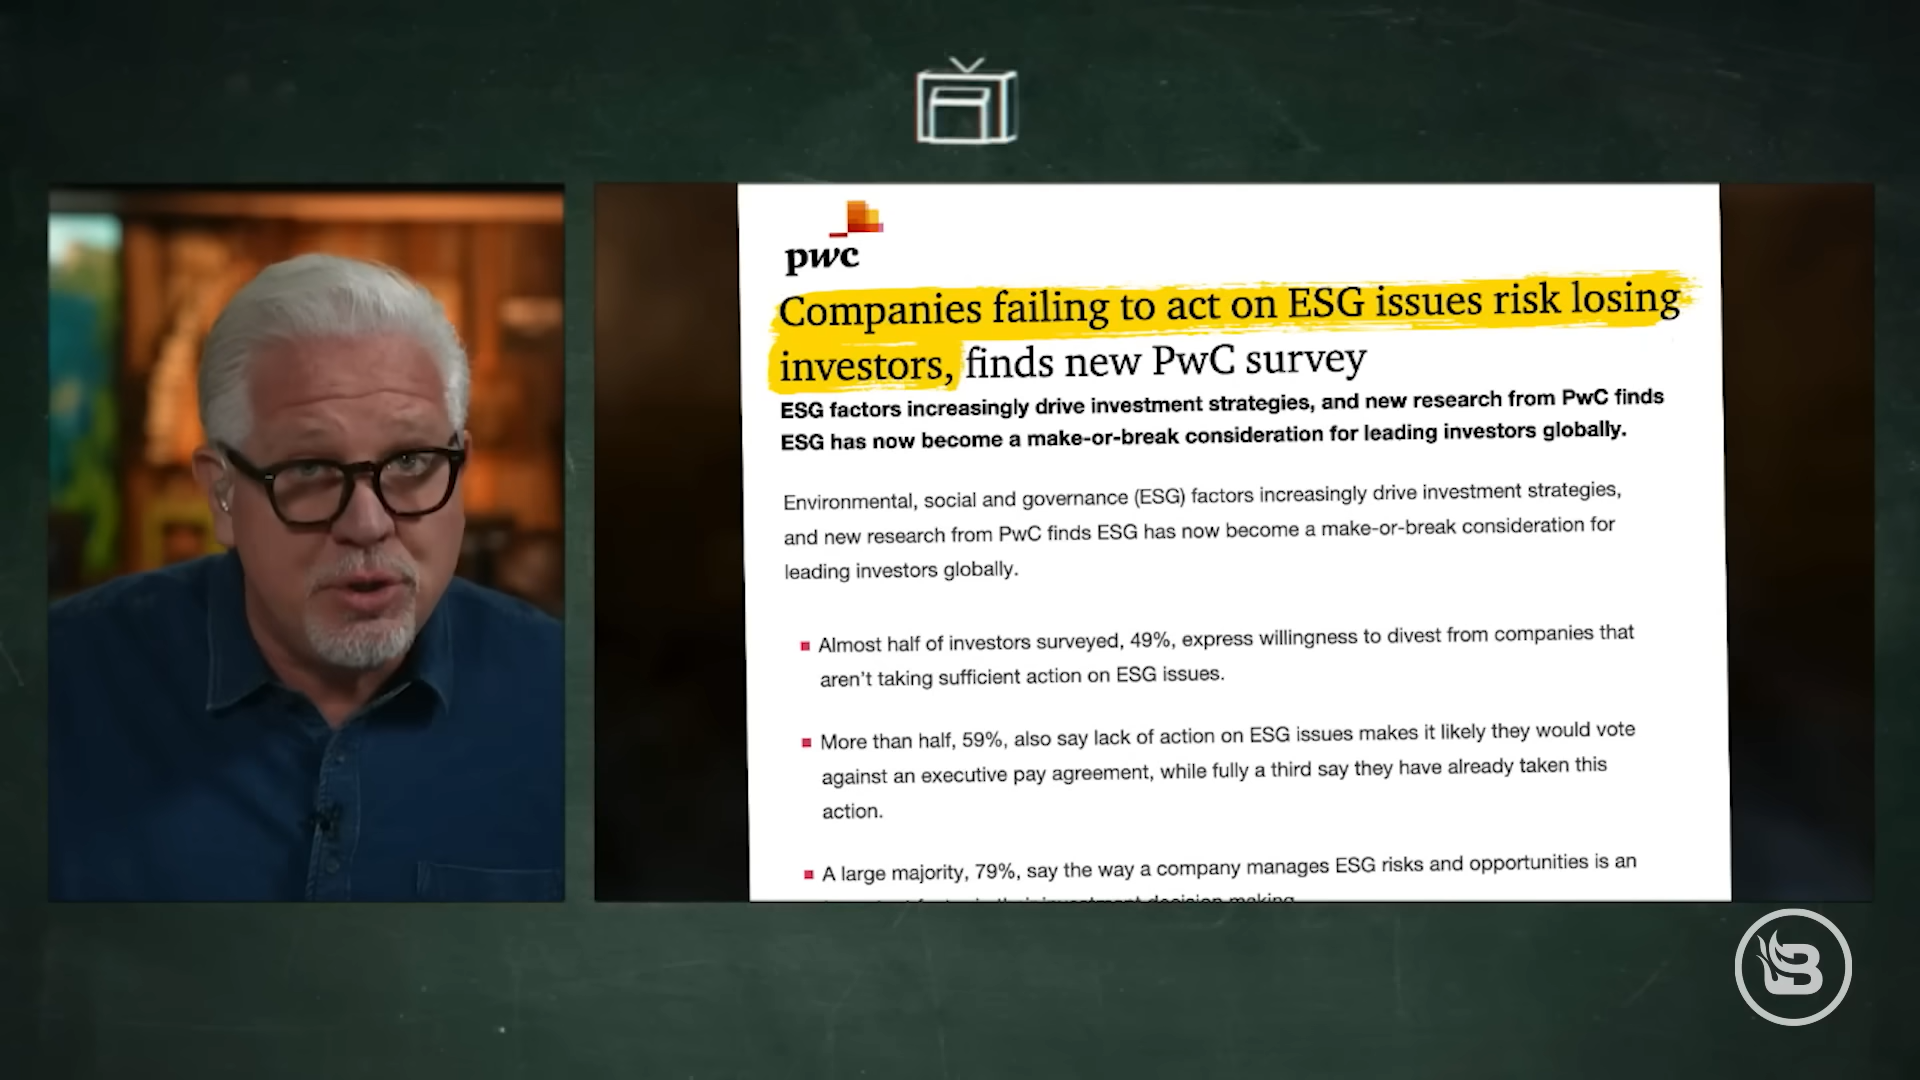 pwc
Companies failing to act on ESG issues risk losing
investors, finds new PwC survey
ESG factors increasingly drive investment strategies, and new research from PwC finds
ESG has now become a make-or-break consideration for leading investors globally.
Environmental, social and governance (ESG) factors increasingly drive investment strategies,
and new research from PwC finds ESG has now become a make-or-break consideration for
leading investors globally.
Almost half of investors surveyed, 49%, express willingness to divest from companies that
aren't taking sufficient action on ESG issues.
More than half, 59%, also say lack of action on ESG issues makes it likely they would vote
against an executive pay agreement, while fully a third say they have already taken this
action.
A large majority, 79%, say the way a company manages ESG risks and opportunities is an
investment decision making
B